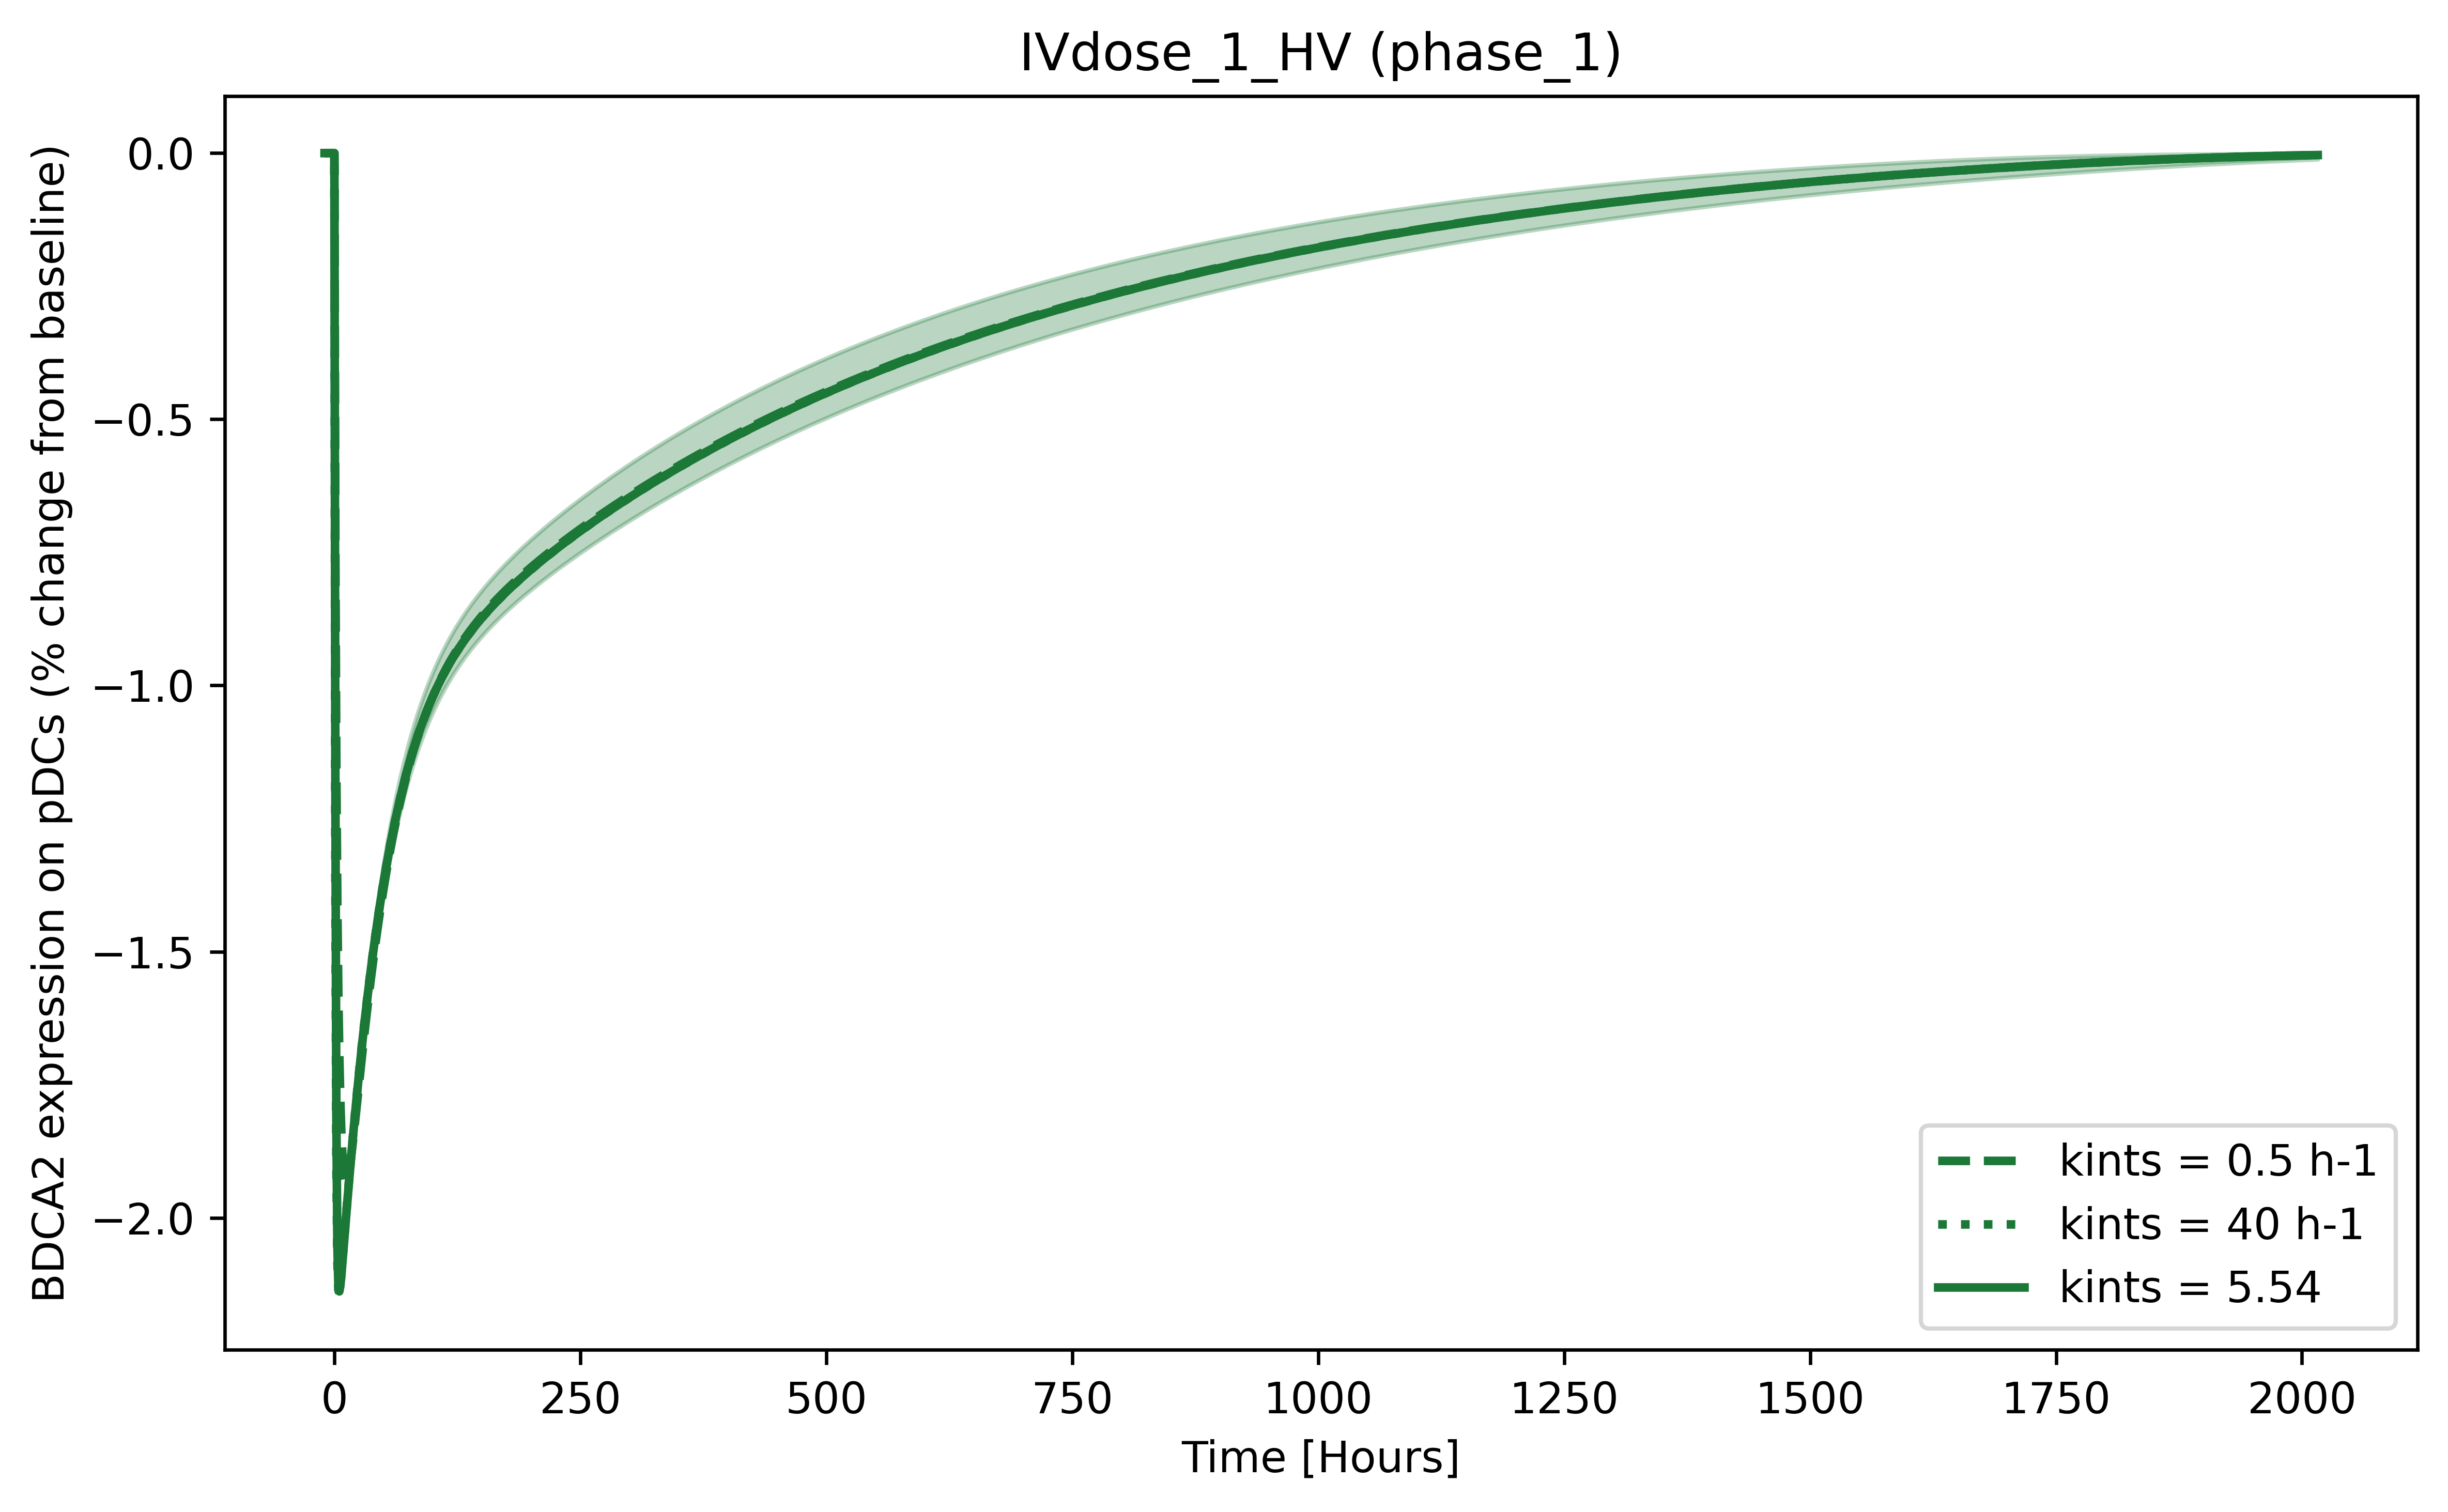 IVdose_1_HV (phase_1)
BDCA2 expression on pDCs (% change from baseline)
0.0
−0.5
−1.0
−1.5
−2.0
kints = 0.5 h-1
kints = 40 h-1
kints = 5.54
0 250 500 750 1000 1250 1500 1750 2000
Time [Hours]